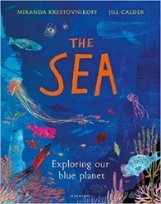 MIRANDA KRESTOVNIKOFF   JILL CALDER
THE
SEA
Exploring our
blue planet